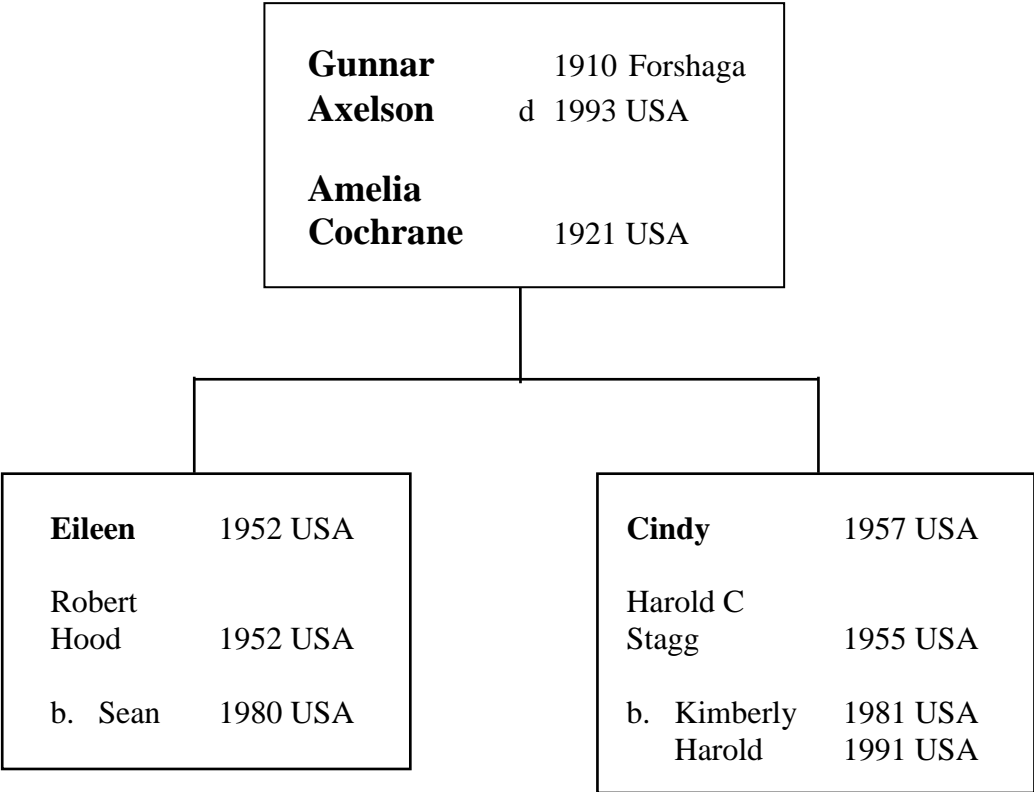 Gunnar 1910 Forshaga
Axelson d 1993 USA
Amelia
Cochrane 1921 USA
Eileen 1952 USA
Robert
Hood 1952 USA
b. Sean 1980 USA
Cindy 1957 USA
Harold C
Stagg 1955 USA
b. Kimberly 1981 USA
Harold 1991 USA